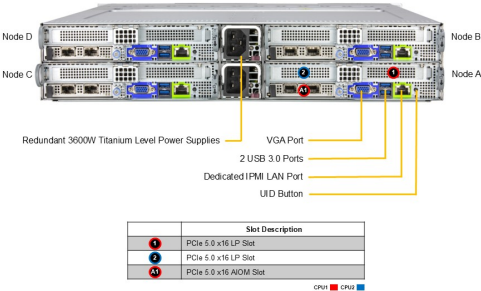 Node D
Node B
2
1
Node C
Node A
A1
Redundant 3600W Titanium Level Power Supplies
VGA Port
2 USB 3.0 Ports
Dedicated IPMI LAN Port
UID Button
Slot Description
1 PCIe 5.0 x16 LP Slot
2 PCIe 5.0 x16 LP Slot
A1 PCIe 5.0 x16 AIOM Slot
CPU1 CPU2